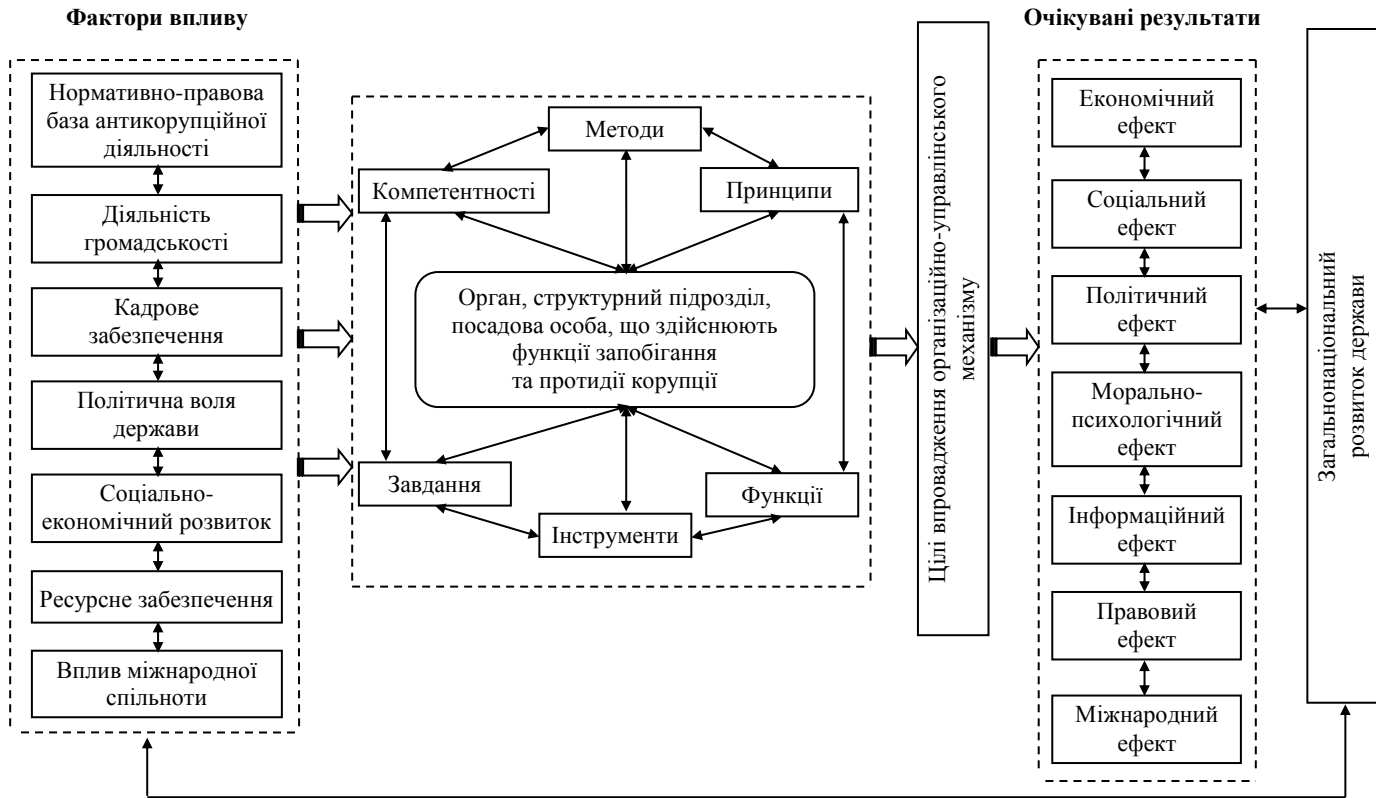 Фактори впливу
Нормативно-правова
база антикорупційної
діяльності
Діяльність
громадськості
Кадрове
забезпечення
Політична воля
держави
Соціально-
економічний розвиток
Ресурсне забезпечення
Вплив міжнародної
спільноти
Методи
Компетентності
Принципи
Орган, структурний підрозділ,
посадова особа, що здійснюють
функції запобігання
та протидії корупції
Завдання
Функції
Інструменти
Цілі впровадження організаційно-управлінського
механізму
Очікувані результати
Економічний
ефект
Соціальний
ефект
Політичний
ефект
Морально-
психологічний
ефект
Інформаційний
ефект
Правовий
ефект
Міжнародний
ефект
Загальнонаціональний
розвиток держави